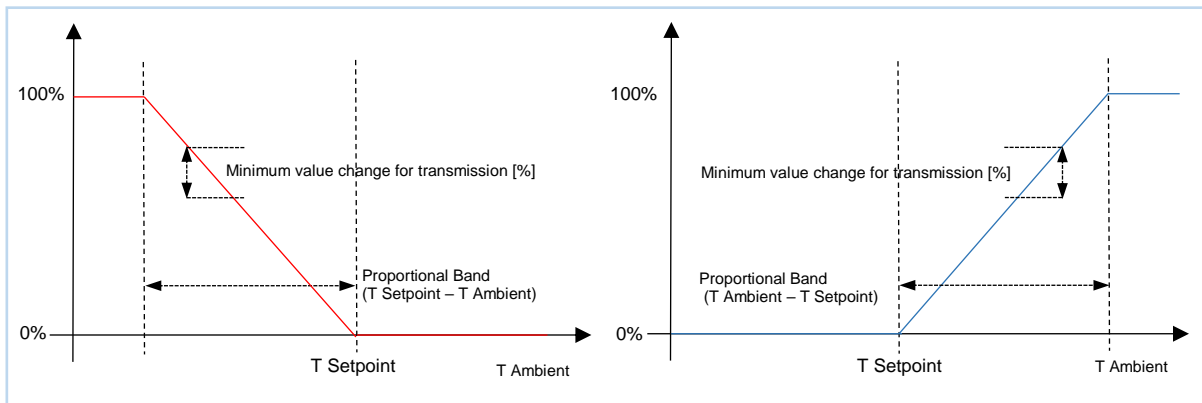 100%
Minimum value change for transmission [%]
Proportional Band
(T Setpoint – T Ambient)
0%
T Setpoint
T Ambient
100%
Minimum value change for transmission [%]
Proportional Band
(T Ambient – T Setpoint)
0%
T Setpoint
T Ambient